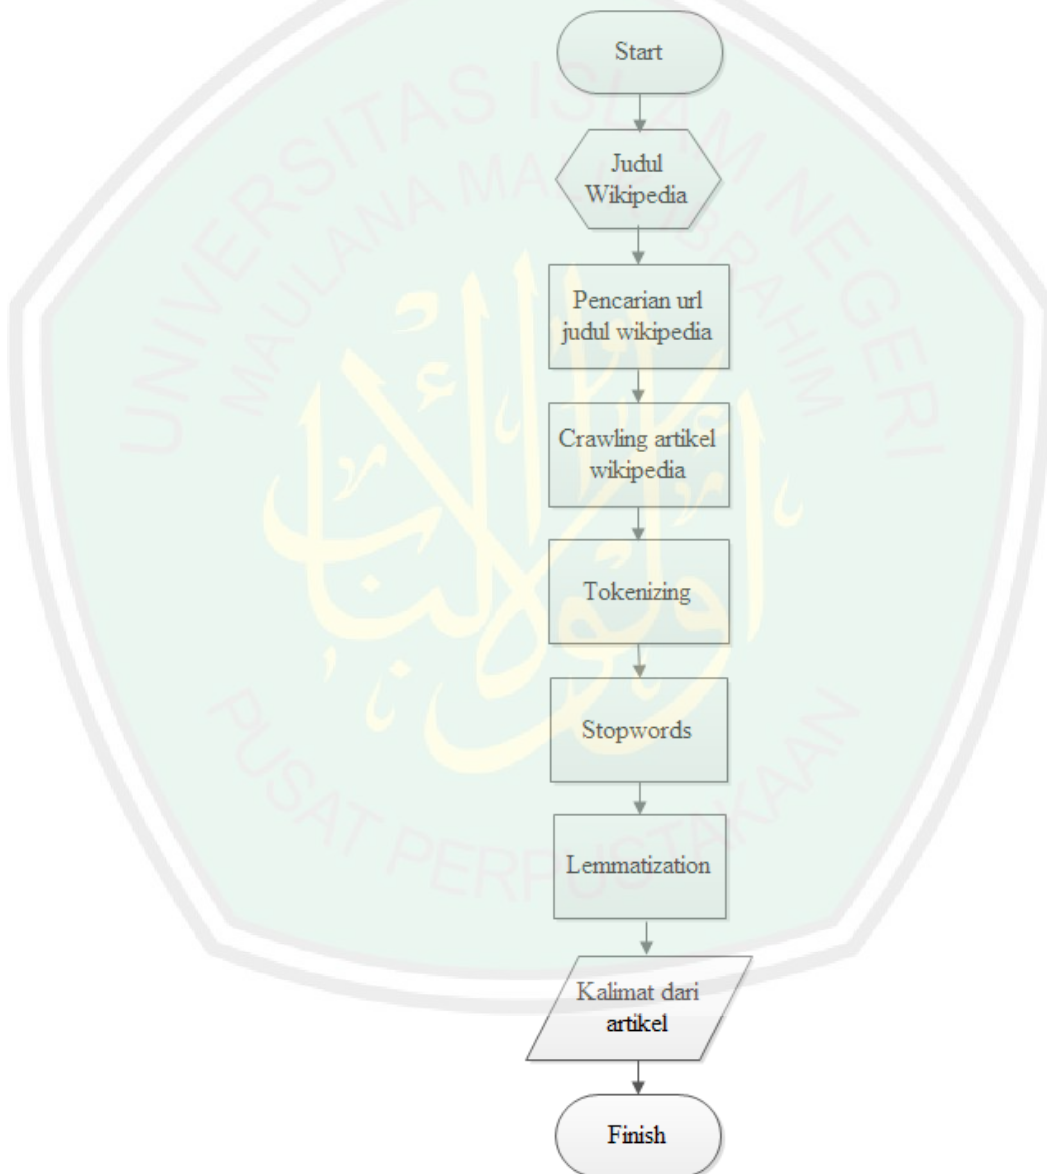 Start
Judul
Wikipedia
Pencarian url
judul wikipedia
Crawling artikel
wikipedia
Tokenizing
Stopwords
Lemmatization
Kalimat dari
artikel
Finish
UNIVERSITAS ISLAM NEGERI
MAULANA MALIK IBRAHIM
PUSAT PERPUSTAKAAN